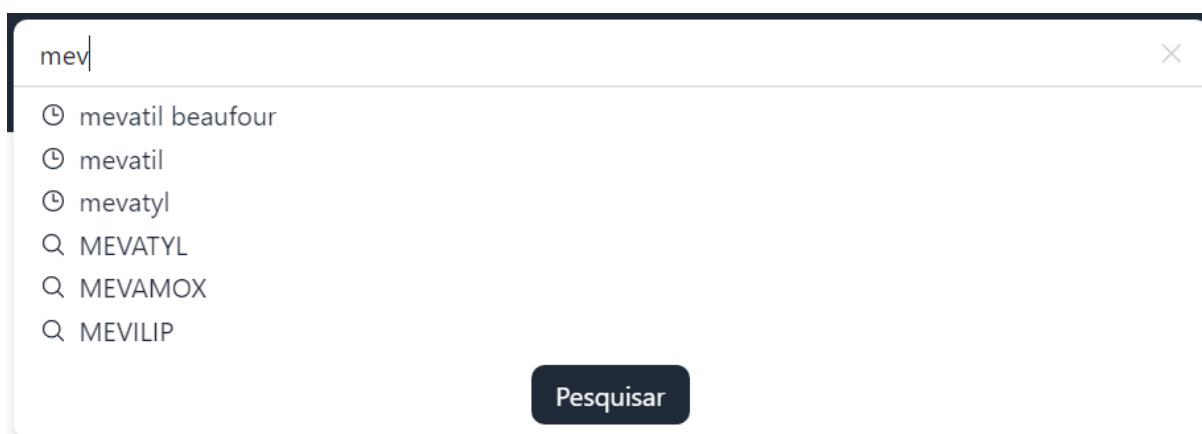 mev
mevatil beaufour
mevatil
mevatyl
MEVATYL
MEVAMOX
MEVILIP
Pesquisar